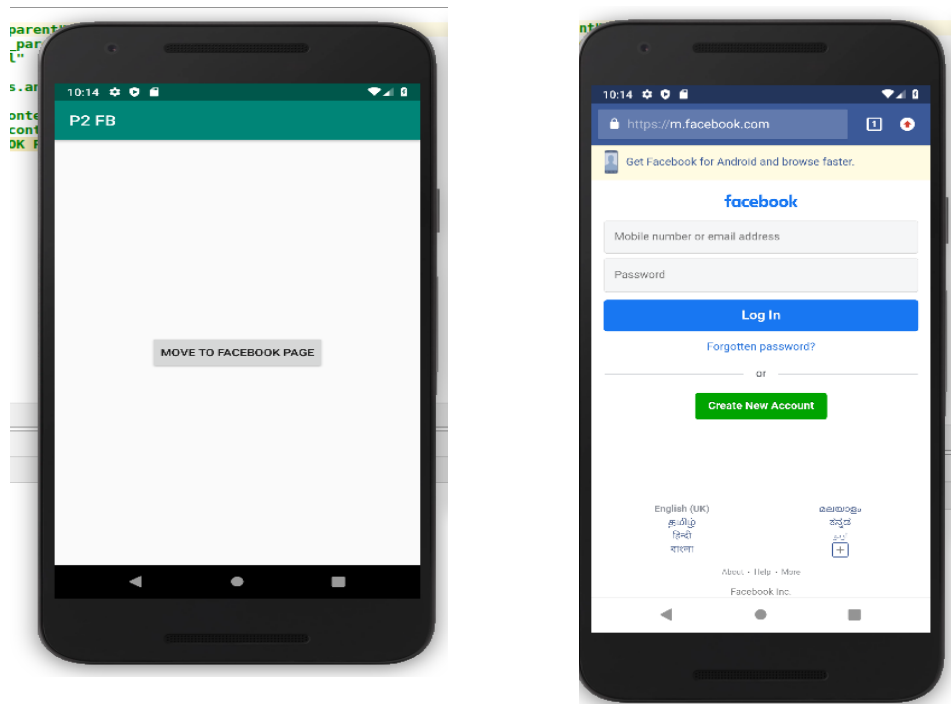 parent"
_par
l"
s.an
onte
cont
OK
10:14
P2 FB
MOVE TO FACEBOOK PAGE
nt"
10:14
https://m.facebook.com
1
Get Facebook for Android and browse faster.
facebook
Mobile number or email address
Password
Log In
Forgotten password?
or
Create New Account
English (UK) മലയാളം
தமிழ் ಕನ್ನಡ
हिन्दी
বাংলা
About · Help · More
Facebook Inc.